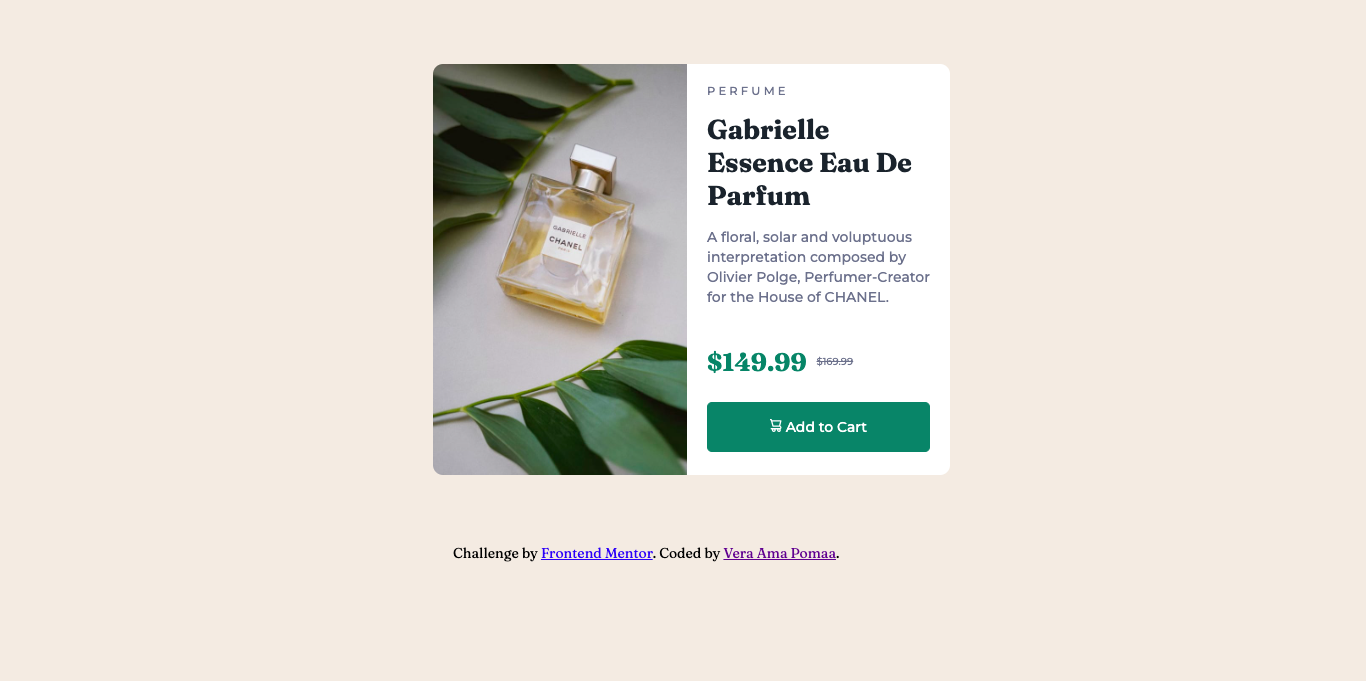 PERFUME
Gabrielle
Essence Eau De
Parfum
A floral, solar and voluptuous
interpretation composed by
Olivier Polge, Perfumer-Creator
for the House of CHANEL.
GABRIELLE
CHANEL
PARIS
$149.99 $169.99
Add to Cart
Challenge by Frontend Mentor. Coded by Vera Ama Pomaa.